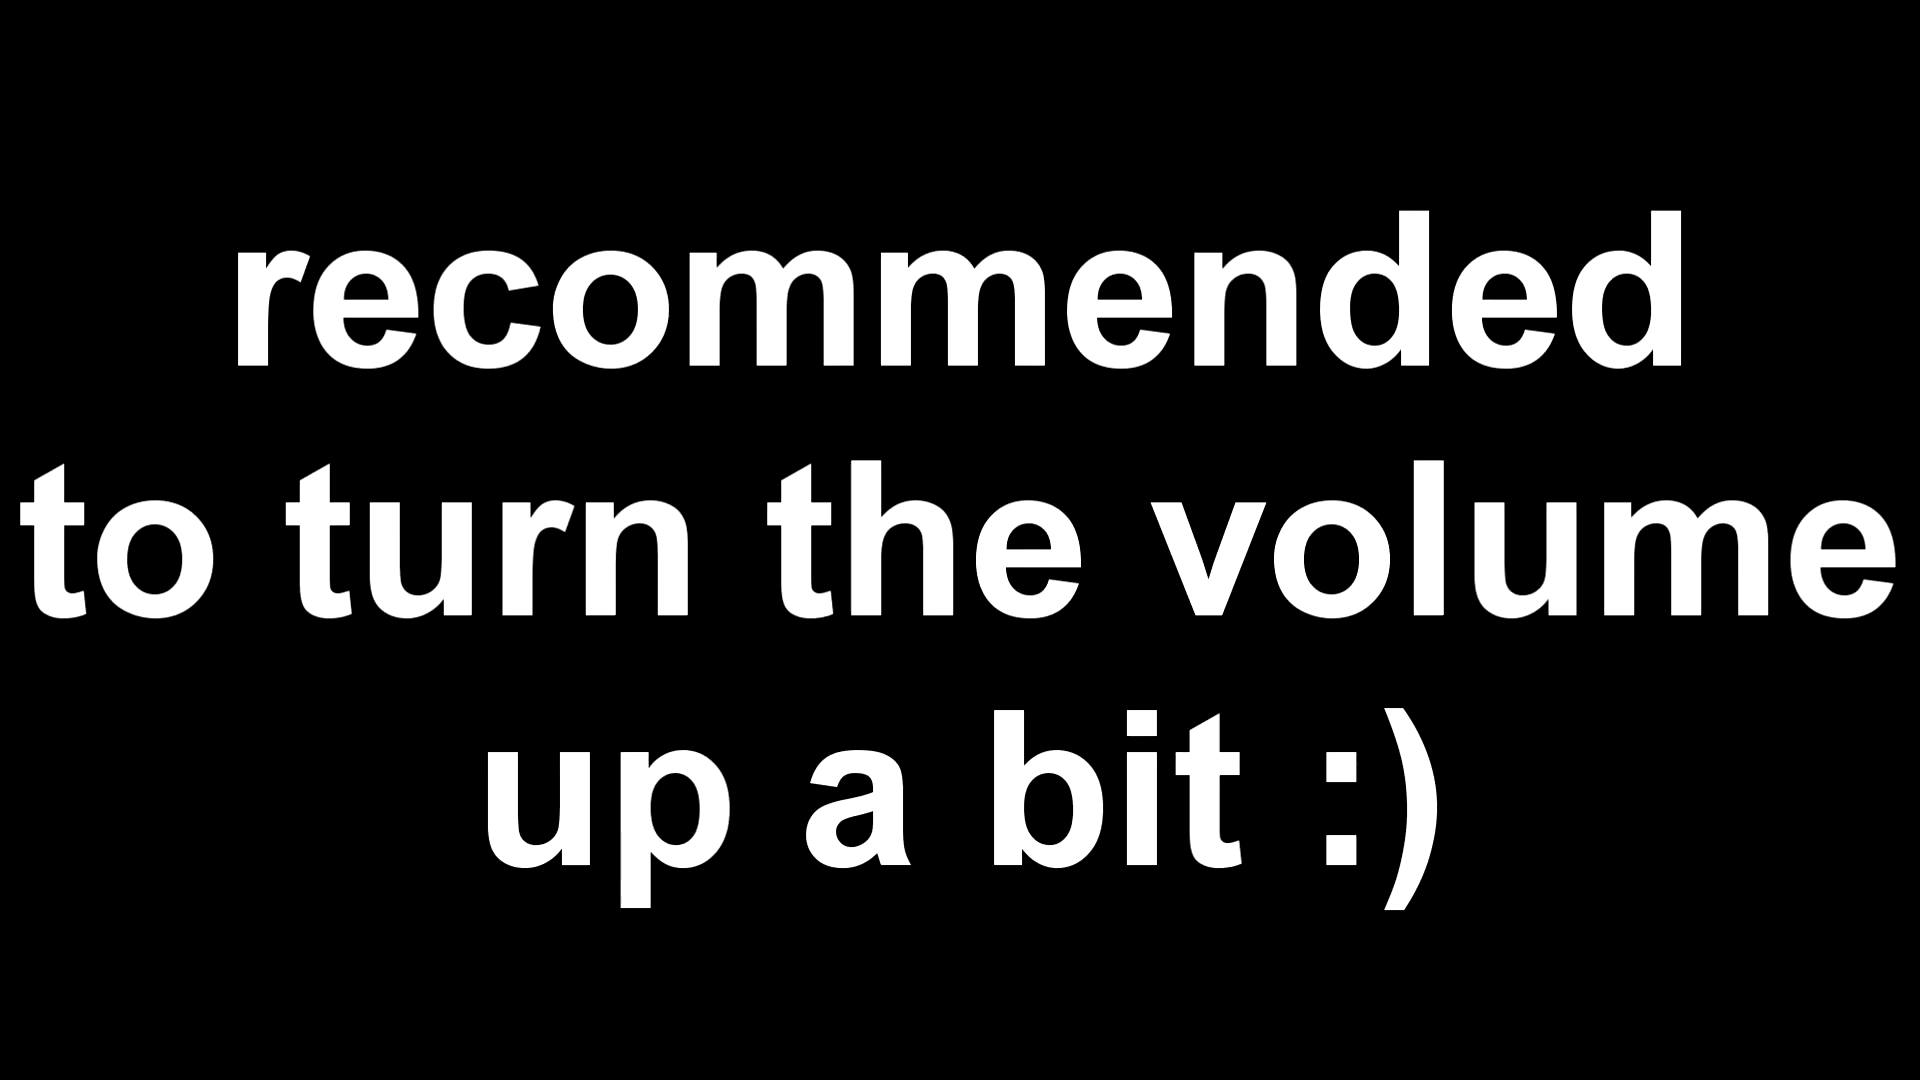 recommended
to turn the volume
up a bit :)